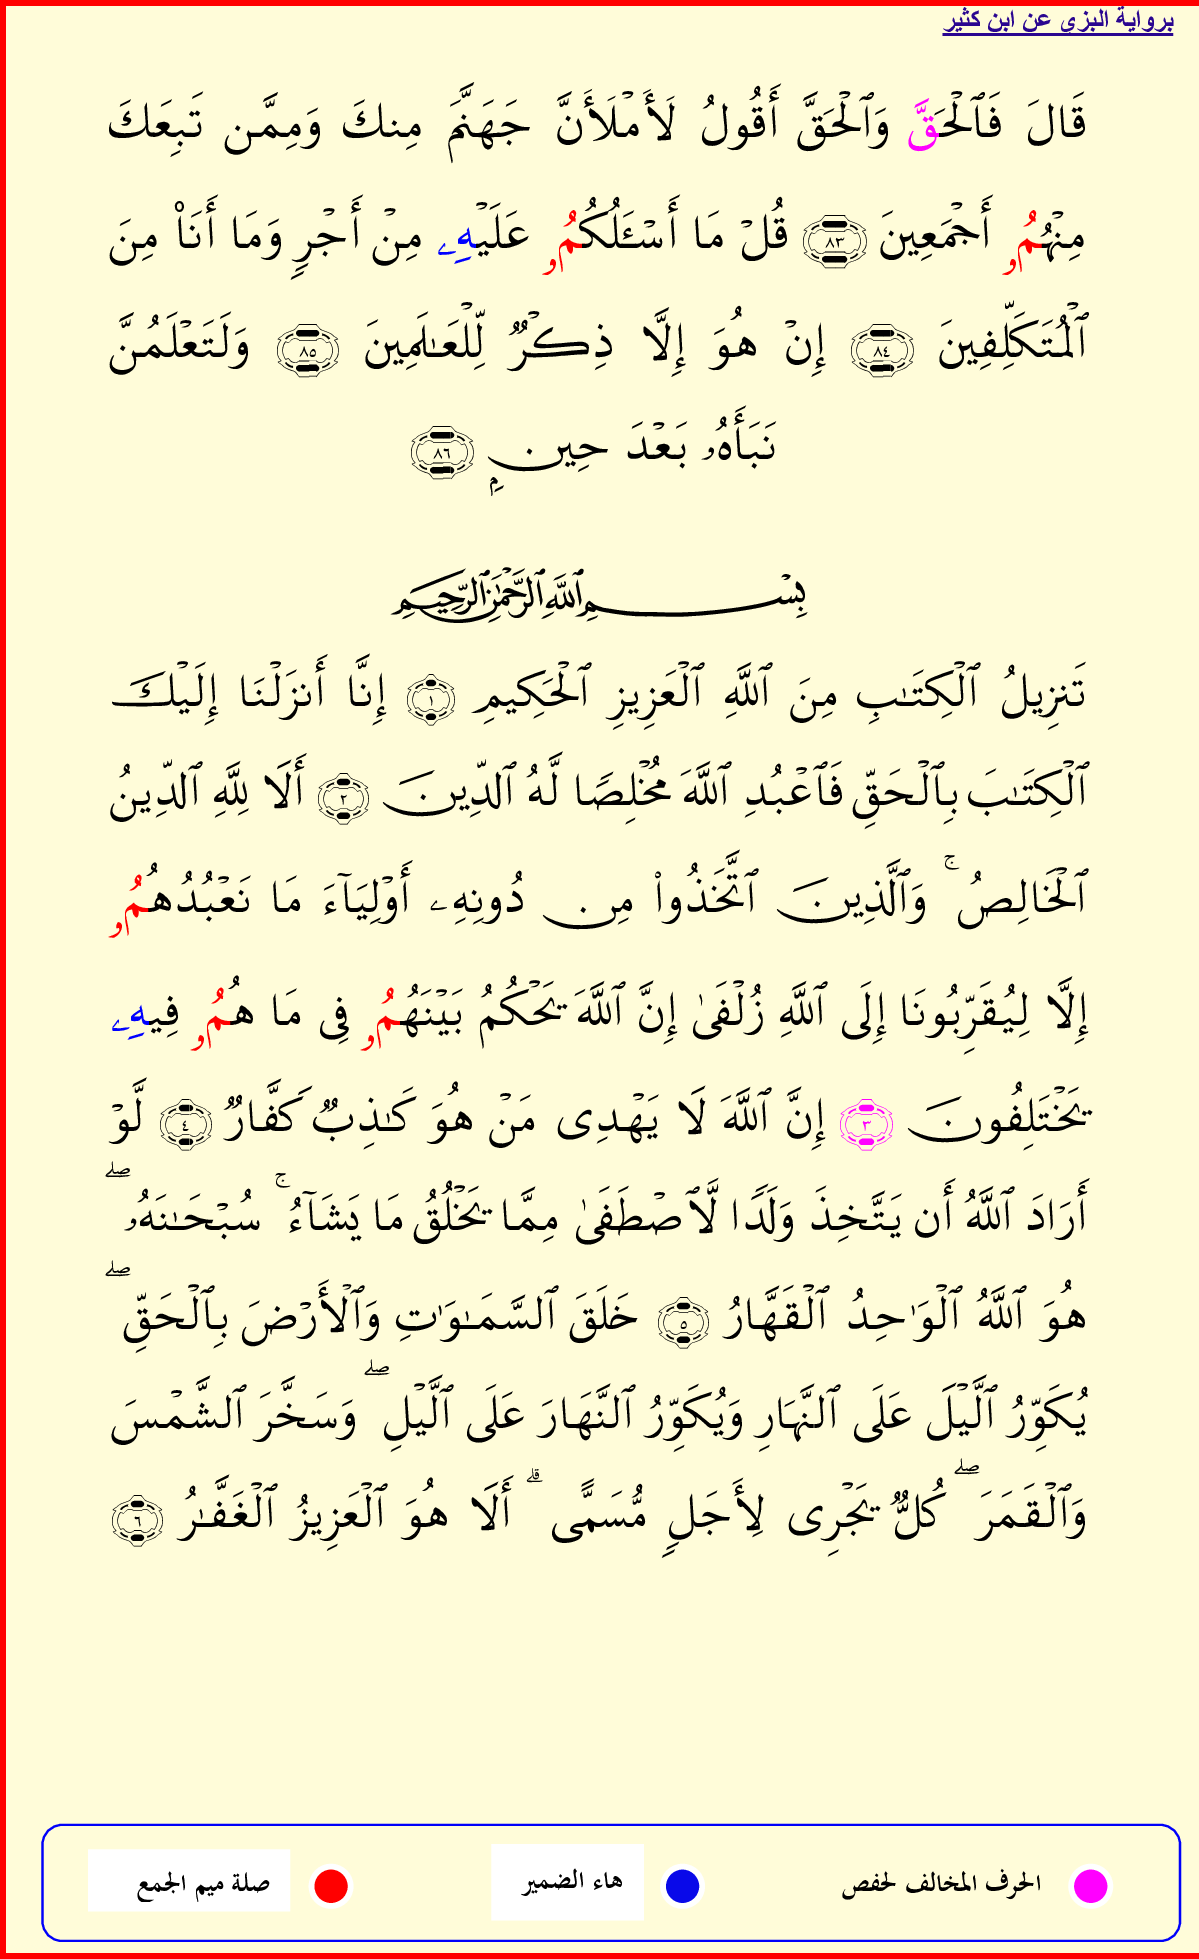 برواية البزى عن ابن كثير
قَالَ فَٱلْحَقَّ وَٱلْحَقَّ أَقُولُ لَأَمْلَأَنَّ جَهَنَّمَ مِنكَ وَمِمَّن تَبِعَكَ
مِنْهُمُۥ أَجْمَعِينَ ٨٣ قُلْ مَا أَسْـَٔلُكُمُۥ عَلَيْهِۦ مِنْ أَجْرٍ وَمَا أَنَا۠ مِنَ
ٱلْمُتَكَلِّفِينَ ٨٤ إِنْ هُوَ إِلَّا ذِكْرٌ لِّلْعَـٰلَمِينَ ٨٥ وَلَتَعْلَمُنَّ
نَبَأَهُۥ بَعْدَ حِينٍۭ ٨٦
بِسْمِ ٱللَّهِ ٱلرَّحْمَـٰنِ ٱلرَّحِيمِ
تَنزِيلُ ٱلْكِتَـٰبِ مِنَ ٱللَّهِ ٱلْعَزِيزِ ٱلْحَكِيمِ ١ إِنَّا أَنزَلْنَا إِلَيْكَ
ٱلْكِتَـٰبَ بِٱلْحَقِّ فَٱعْبُدِ ٱللَّهَ مُخْلِصًا لَّهُ ٱلدِّينَ ٢ أَلَا لِلَّهِ ٱلدِّينُ
ٱلْخَالِصُ ۚ وَٱلَّذِينَ ٱتَّخَذُوا۟ مِن دُونِهِۦ أَوْلِيَآءَ مَا نَعْبُدُهُمُۥ
إِلَّا لِيُقَرِّبُونَا إِلَى ٱللَّهِ زُلْفَىٰ إِنَّ ٱللَّهَ يَحْكُمُ بَيْنَهُمُۥ فِى مَا هُمُۥ فِيهِۦ
يَخْتَلِفُونَ ٣ إِنَّ ٱللَّهَ لَا يَهْدِى مَنْ هُوَ كَـٰذِبٌ كَفَّارٌ ٤ لَّوْ
أَرَادَ ٱللَّهُ أَن يَتَّخِذَ وَلَدًا لَّٱصْطَفَىٰ مِمَّا يَخْلُقُ مَا يَشَآءُ ۚ سُبْحَـٰنَهُۥ ۖ
هُوَ ٱللَّهُ ٱلْوَٰحِدُ ٱلْقَهَّارُ ٥ خَلَقَ ٱلسَّمَـٰوَٰتِ وَٱلْأَرْضَ بِٱلْحَقِّ ۖ
يُكَوِّرُ ٱلَّيْلَ عَلَى ٱلنَّهَارِ وَيُكَوِّرُ ٱلنَّهَارَ عَلَى ٱلَّيْلِ ۖ وَسَخَّرَ ٱلشَّمْسَ
وَٱلْقَمَرَ ۖ كُلٌّ يَجْرِى لِأَجَلٍ مُّسَمًّى ۗ أَلَا هُوَ ٱلْعَزِيزُ ٱلْغَفَّـٰرُ ٦
الحرف المخالف لحفص هاء الضمير صلة ميم الجمع